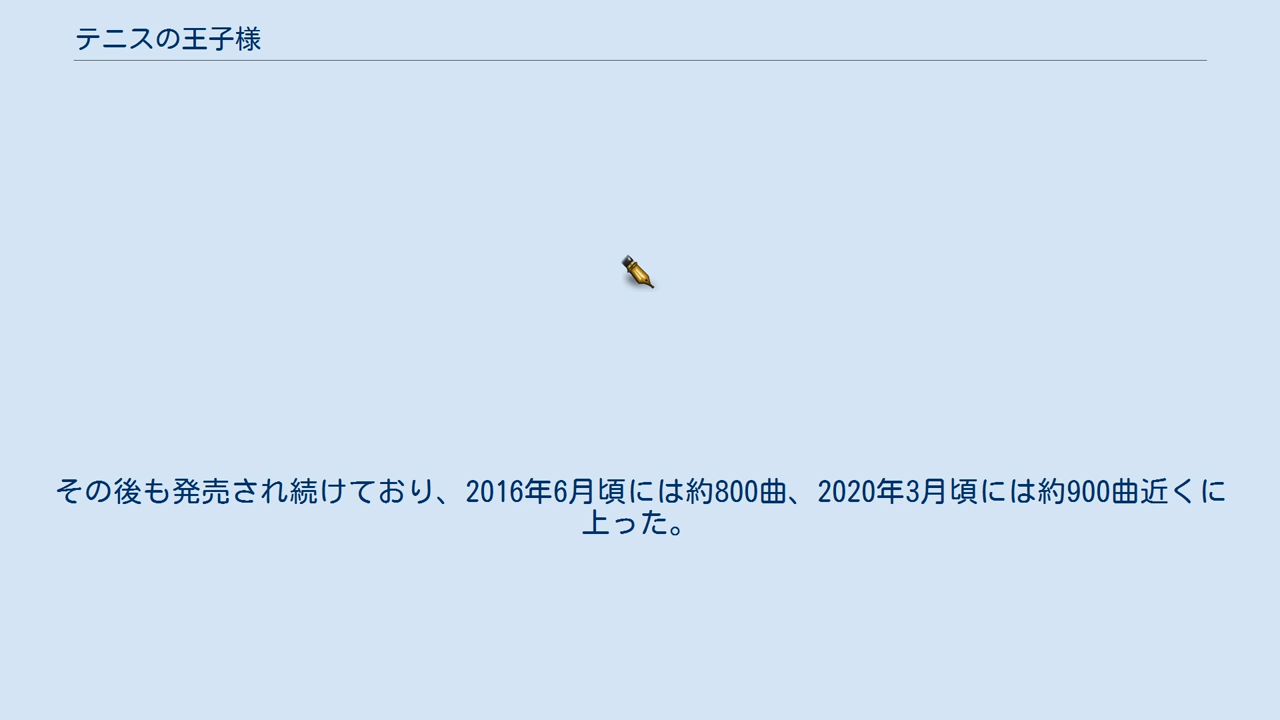 テニスの王子様
その後も発売され続けており、2016年6月頃には約800曲、2020年3月頃には約900曲近くに
上った。